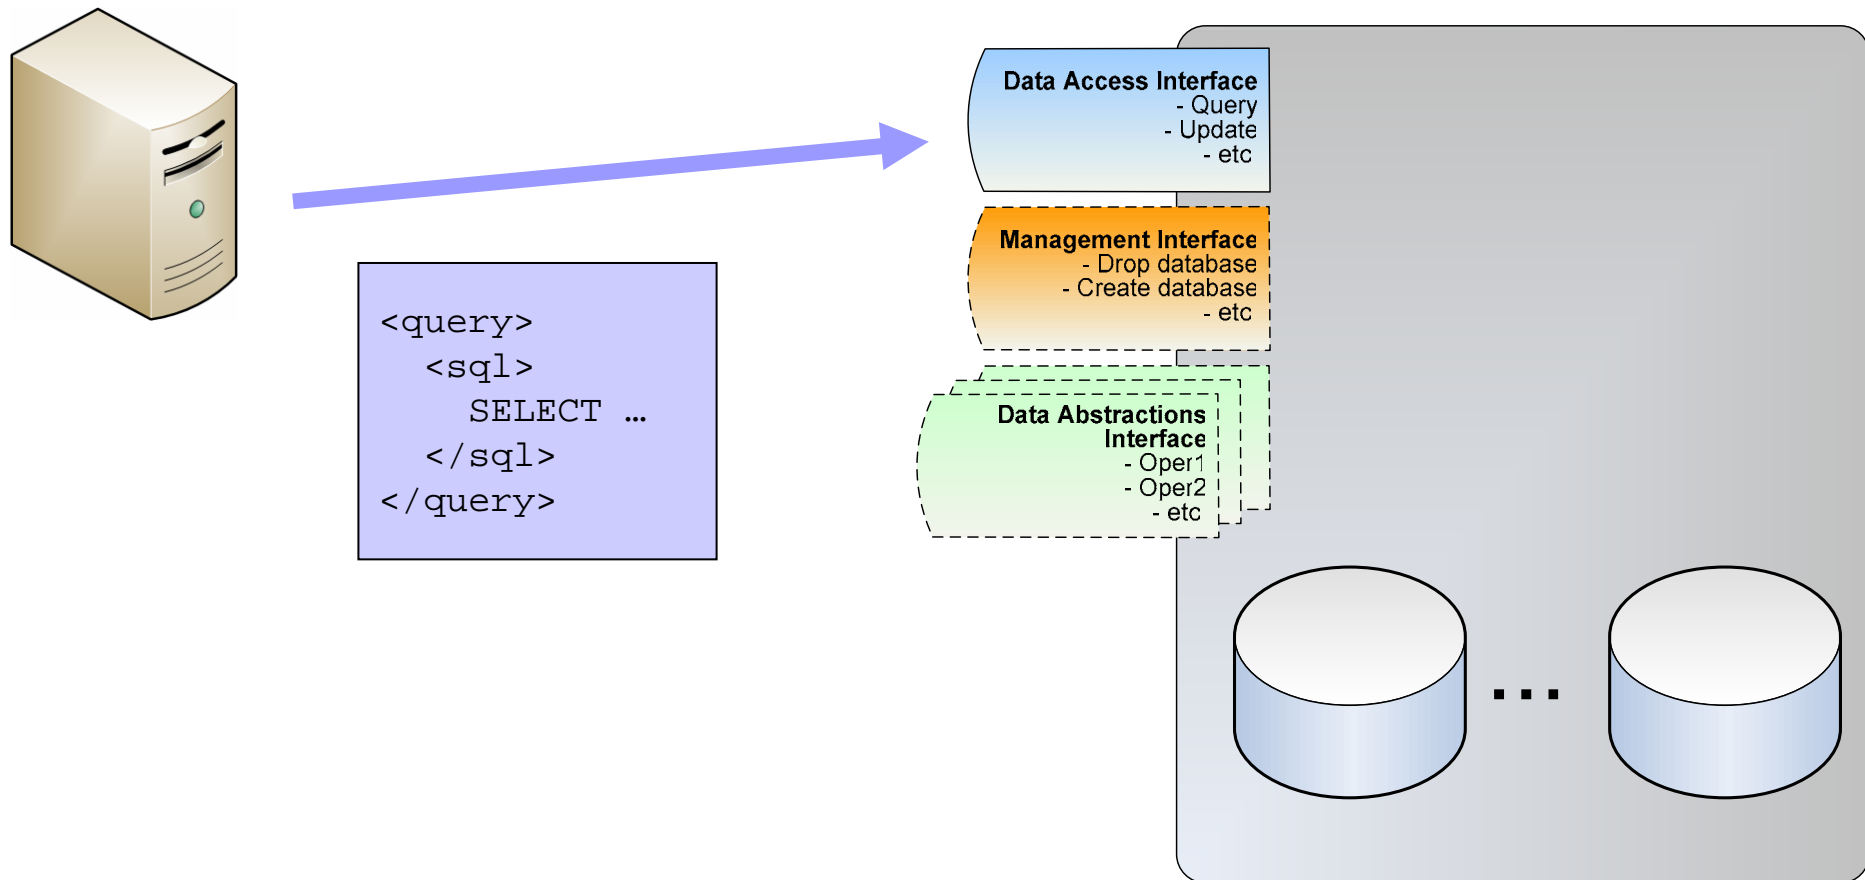 Data Access Interface
- Query
- Update
- etc
Management Interface
- Drop database
- Create database
- etc
<query>
<sql>
SELECT …
</sql>
</query>
Data Abstractions
Interface
- Oper1
- Oper2
- etc
...